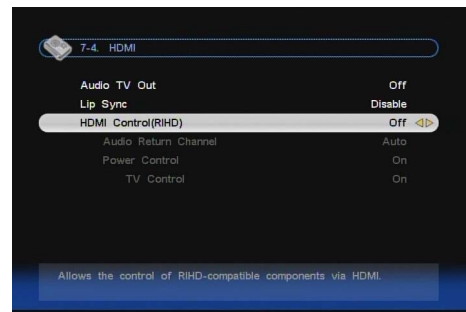 7-4. HDMI
Audio TV Out Off
Lip Sync Disable
HDMI Control(RIHD) Off
Audio Return Channel Auto
Power Control On
TV Control On
Allows the control of RIHD-compatible components via HDMI.